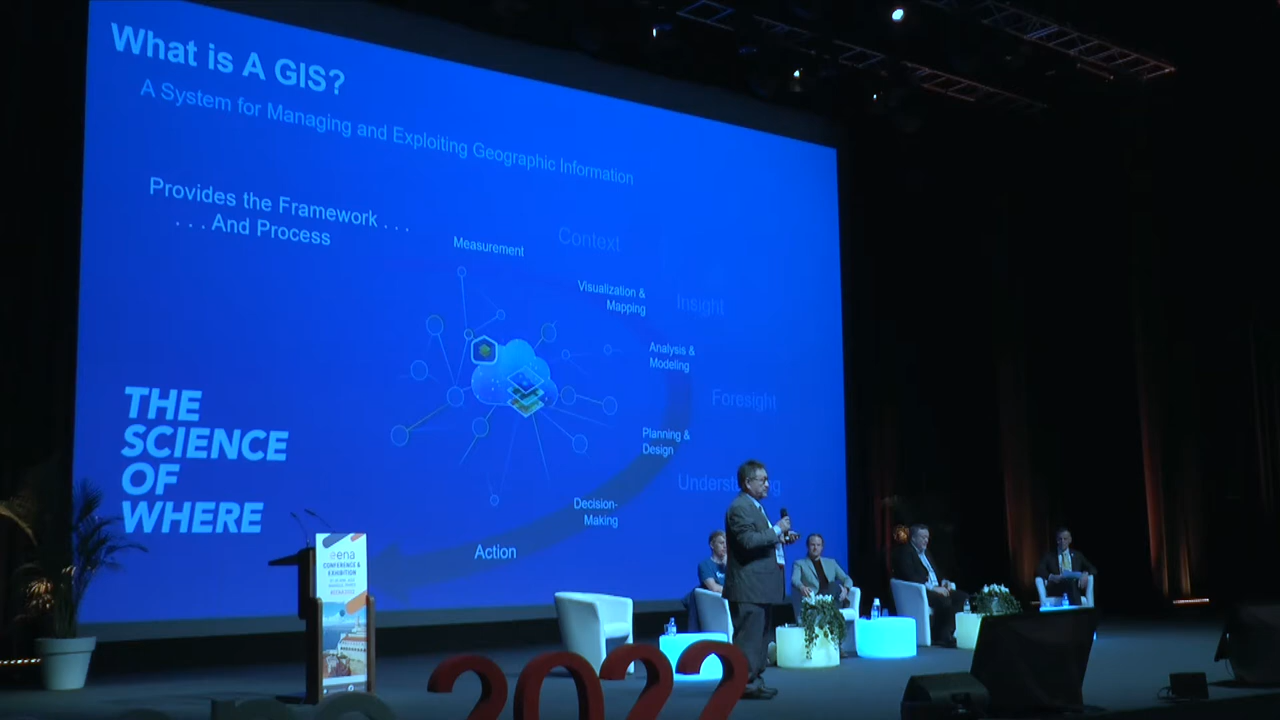 What is A GIS?
A System for Managing and Exploiting Geographic Information
Provides the Framework . . .
. . . And Process
Measurement
Context
Visualization &
Mapping
Insight
Analysis &
Modeling
Foresight
Planning &
Design
Decision-
Making
Action
THE
SCIENCE
OF
WHERE
eena
CONFERENCE &
EXHIBITION
2022